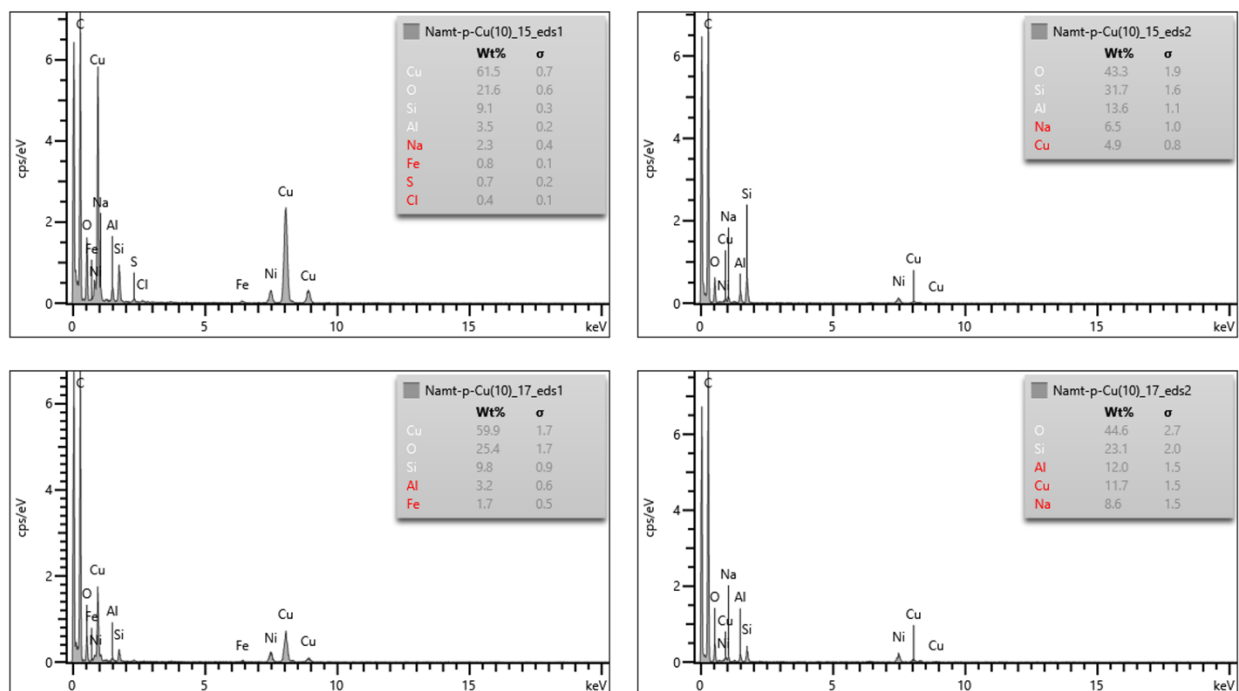 Namt-p-Cu(10)_15_eds1
Wt% σ
Cu 61.5 0.7
O 21.6 0.6
Si 9.1 0.3
Al 3.5 0.2
Na 2.3 0.4
Fe 0.8 0.1
S 0.7 0.2
Cl 0.4 0.1
cps/eV
6
4
2
0
C
Cu
Na
O
Fe
Ni
Al
Si
S
Cl
Fe
Ni
Cu
Cu
0 5 10 15 keV
Namt-p-Cu(10)_15_eds2
Wt% σ
O 43.3 1.9
Si 31.7 1.6
Al 13.6 1.1
Na 6.5 1.0
Cu 4.9 0.8
cps/eV
6
4
2
0
C
Si
Na
Cu
O
Al
Ni
Ni
Cu
Cu
0 5 10 15 keV
Namt-p-Cu(10)_17_eds1
Wt% σ
Cu 59.9 1.7
O 25.4 1.7
Si 9.8 0.9
Al 3.2 0.6
Fe 1.7 0.5
cps/eV
6
4
2
0
C
Cu
O
Fe
Al
Ni
Si
Fe
Ni
Cu
Cu
0 5 10 15 keV
Namt-p-Cu(10)_17_eds2
Wt% σ
O 44.6 2.7
Si 23.1 2.0
Al 12.0 1.5
Cu 11.7 1.5
Na 8.6 1.5
cps/eV
6
4
2
0
C
Na
O
Al
Cu
Si
Ni
Ni
Cu
Cu
0 5 10 15 keV